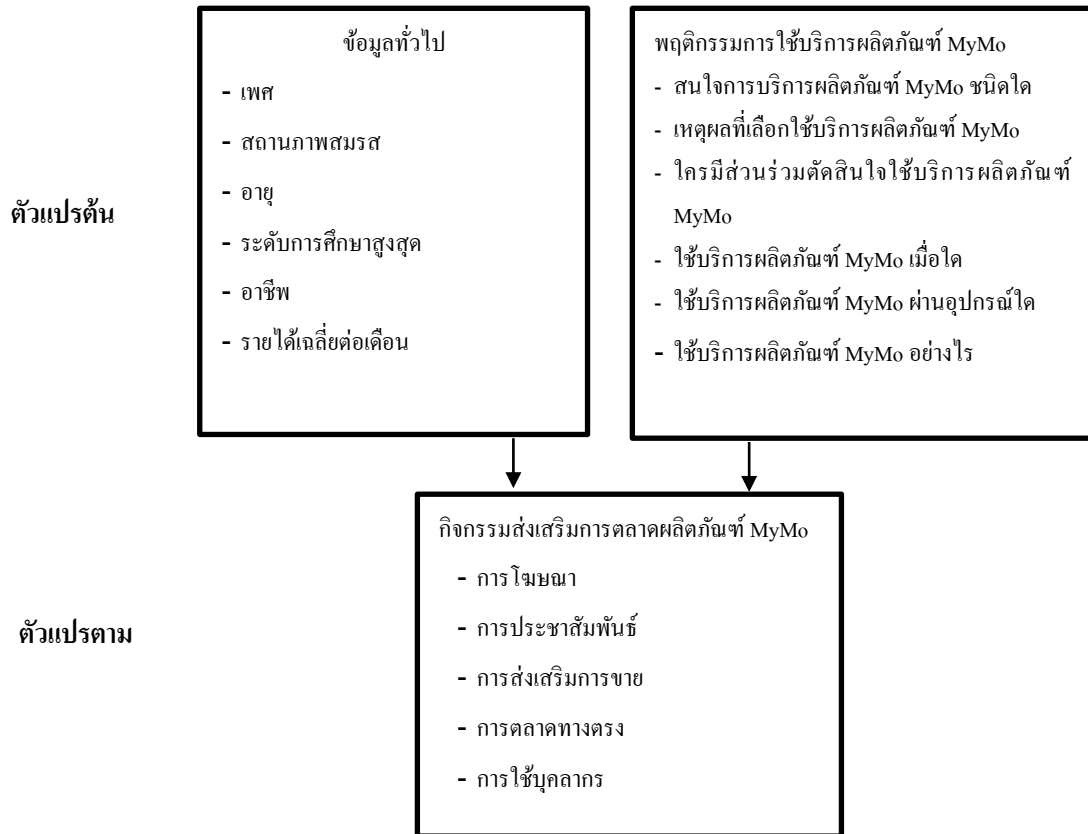 ข้อมูลทั่วไป
- เพศ
- สถานภาพสมรส
- อายุ
- ระดับการศึกษาสูงสุด
- อาชีพ
- รายได้เฉลี่ยต่อเดือน
พฤติกรรมการใช้บริการผลิตภัณฑ์ MyMo
- สนใจการบริการผลิตภัณฑ์ MyMo ชนิดใด
- เหตุผลที่เลือกใช้บริการผลิตภัณฑ์ MyMo
- ใครมีส่วนร่วมตัดสินใจใช้บริการผลิตภัณฑ์
MyMo
- ใช้บริการผลิตภัณฑ์ MyMo เมื่อใด
- ใช้บริการผลิตภัณฑ์ MyMo ผ่านอุปกรณ์ใด
- ใช้บริการผลิตภัณฑ์ MyMo อย่างไร
ตัวแปรต้น
กิจกรรมส่งเสริมการตลาดผลิตภัณฑ์ MyMo
- การโฆษณา
- การประชาสัมพันธ์
- การส่งเสริมการขาย
- การตลาดทางตรง
- การใช้บุคลากร
ตัวแปรตาม